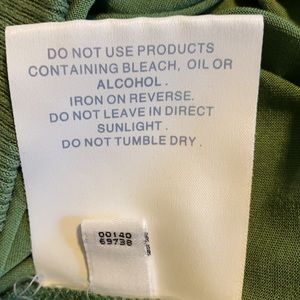 DO NOT USE PRODUCTS
CONTAINING BLEACH, OIL OR
ALCOHOL.
IRON ON REVERSE.
DO NOT LEAVE IN DIRECT
SUNLIGHT.
DO NOT TUMBLE DRY.
00140
69738